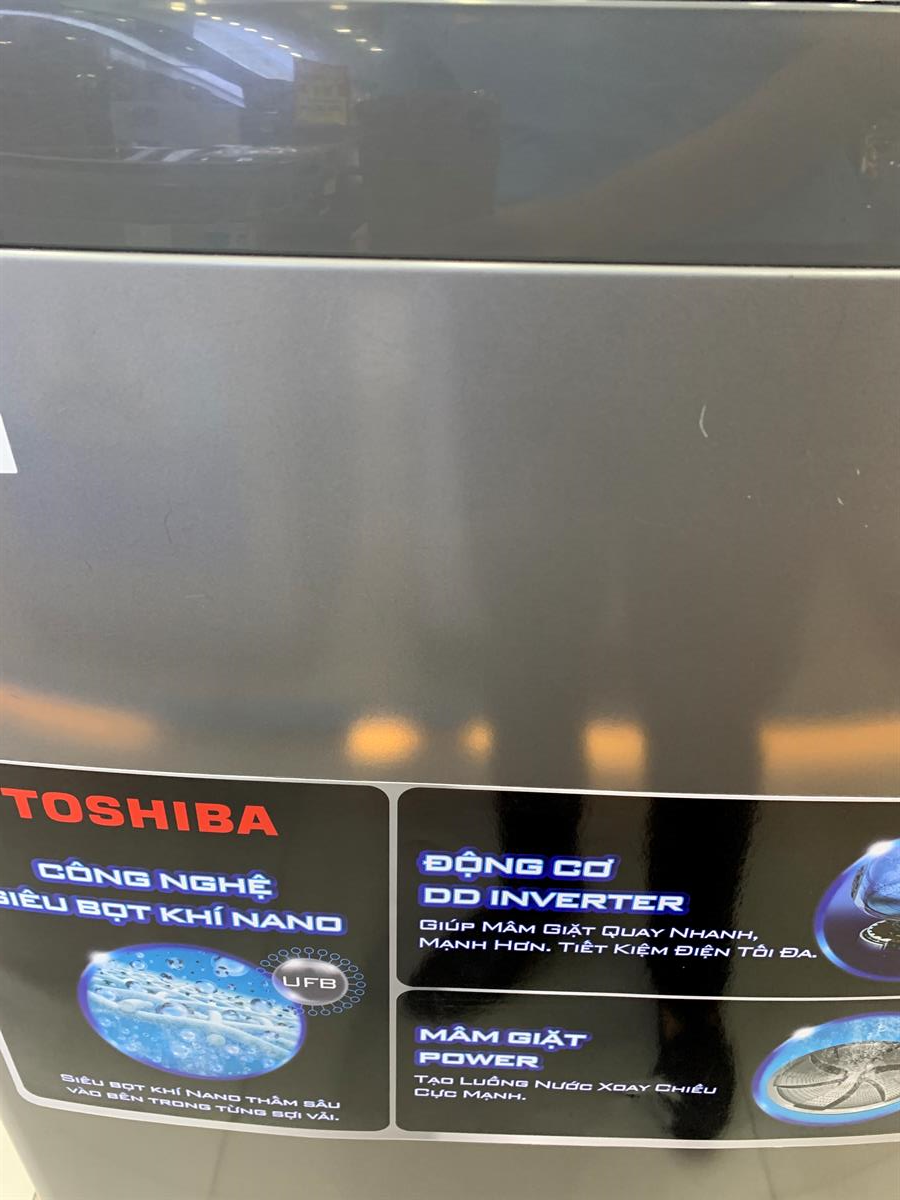 TOSHIBA
CÔNG NGHỆ
SIÊU BỌT KHÍ NANO
UFB
SIÊU BỌT KHÍ NANO THẤM SÂU
VÀO BÊN TRONG TỪNG SỢI VẢI.
ĐỘNG CƠ
DD INVERTER
GIÚP MÂM GIẶT QUAY NHANH,
MẠNH HƠN. TIẾT KIỆM ĐIỆN TỐI ĐA.
MÂM GIẶT
POWER
TẠO LUỒNG NƯỚC XOAY CHIỀU
CỰC MẠNH.